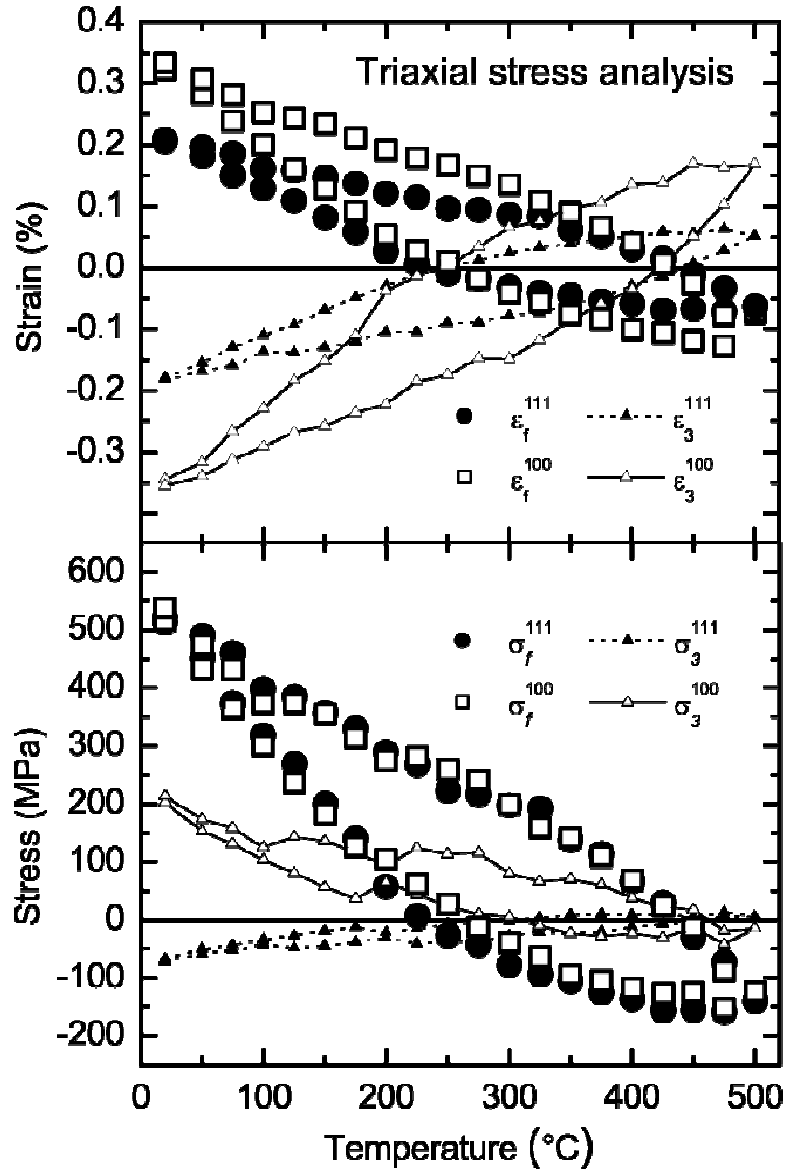 0.4
Triaxial stress analysis
0.3
0.2
0.1
0.0
-0.1
-0.2
-0.3
Strain (%)
ε_f^111 ε_3^111
ε_f^100 ε_3^100
600
500
400
300
200
100
0
-100
-200
Stress (MPa)
σ_f^111 σ_3^111
σ_f^100 σ_3^100
0 100 200 300 400 500
Temperature (°C)